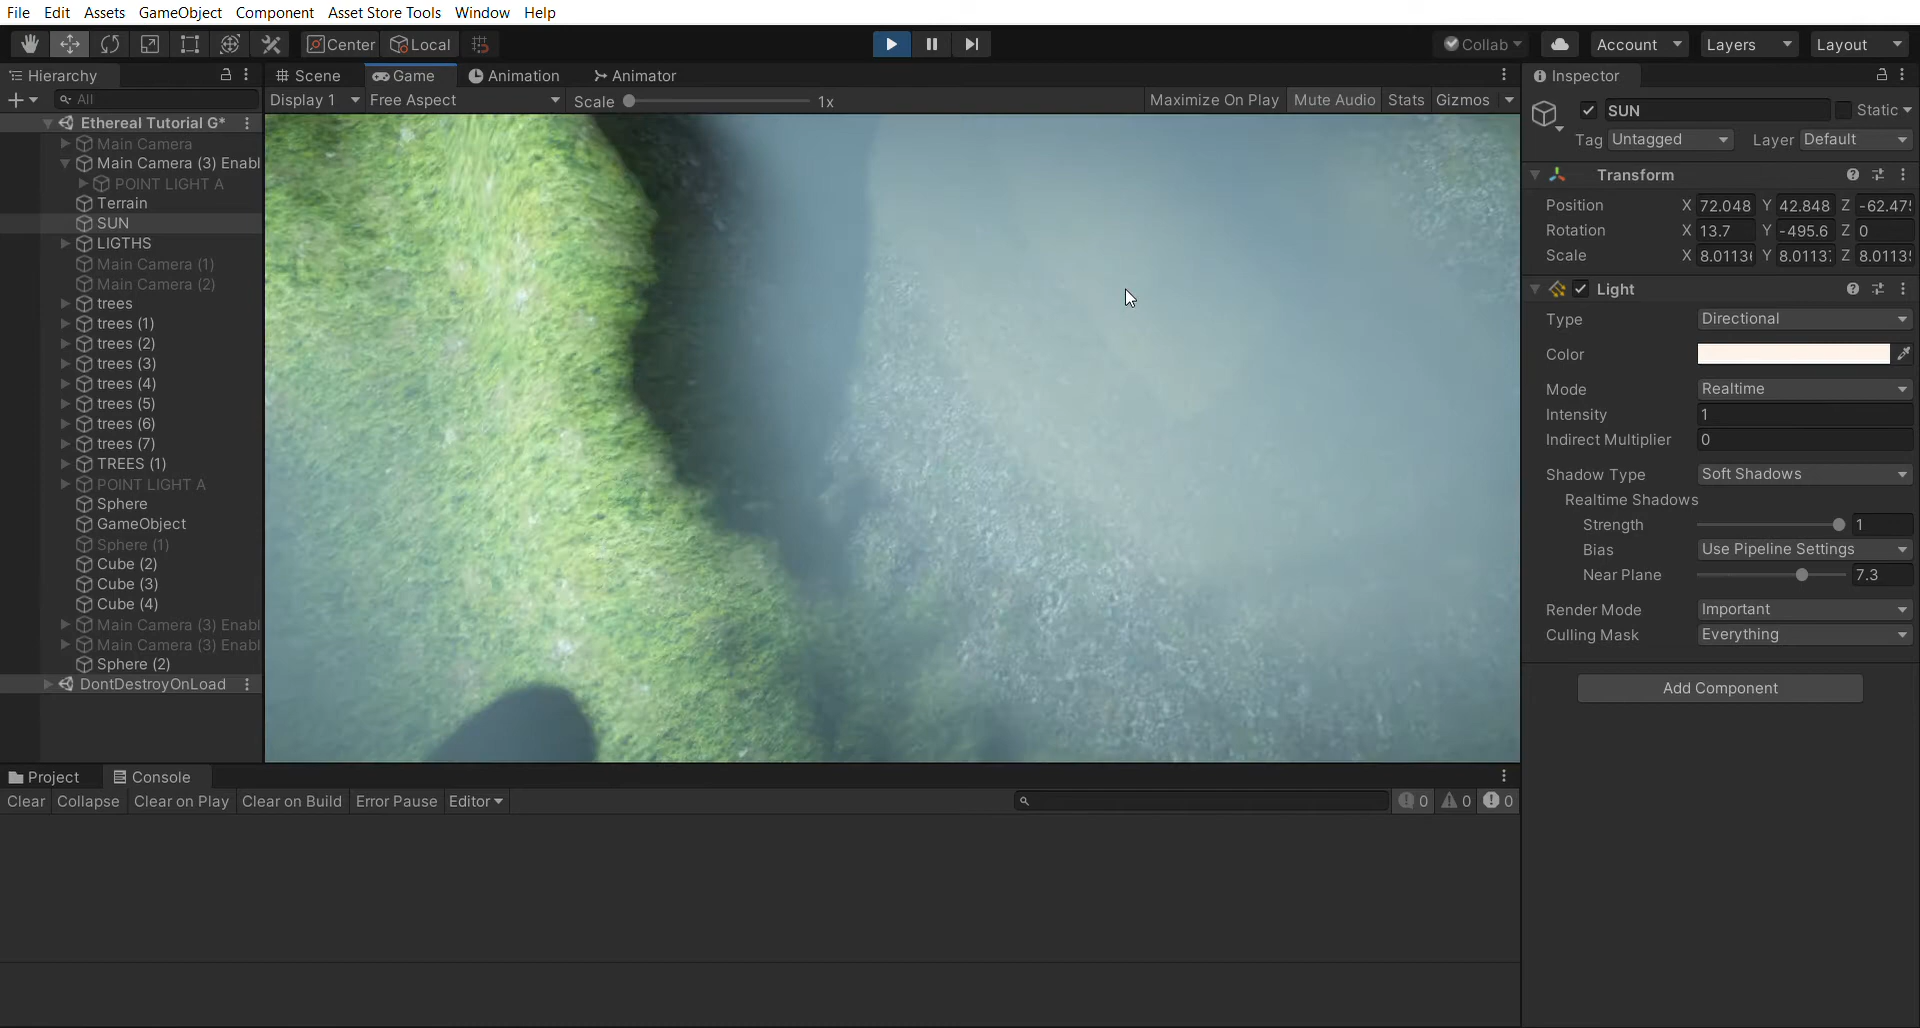 File Edit Assets GameObject Component Asset Store Tools Window Help
Center Local Collab Account Layers Layout
Hierarchy
All
Ethereal Tutorial G*
Main Camera
Main Camera (3) Enabl
POINT LIGHT A
Terrain
SUN
LIGTHS
Main Camera (1)
Main Camera (2)
trees
trees (1)
trees (2)
trees (3)
trees (4)
trees (5)
trees (6)
trees (7)
TREES (1)
POINT LIGHT A
Sphere
GameObject
Sphere (1)
Cube (2)
Cube (3)
Cube (4)
Main Camera (3) Enabl
Main Camera (3) Enabl
Sphere (2)
DontDestroyOnLoad
Scene Game Animation Animator
Display 1 Free Aspect Scale 1x Maximize On Play Mute Audio Stats Gizmos
Inspector
SUN Static
Tag Untagged Layer Default
Transform
Position X 72.048 Y 42.848 Z -62.475
Rotation X 13.7 Y -495.6 Z 0
Scale X 8.01136 Y 8.01137 Z 8.01135
Light
Type Directional
Color
Mode Realtime
Intensity 1
Indirect Multiplier 0
Shadow Type Soft Shadows
Realtime Shadows
Strength 1
Bias Use Pipeline Settings
Near Plane 7.3
Render Mode Important
Culling Mask Everything
Add Component
Project Console
Clear Collapse Clear on Play Clear on Build Error Pause Editor 0 0 0